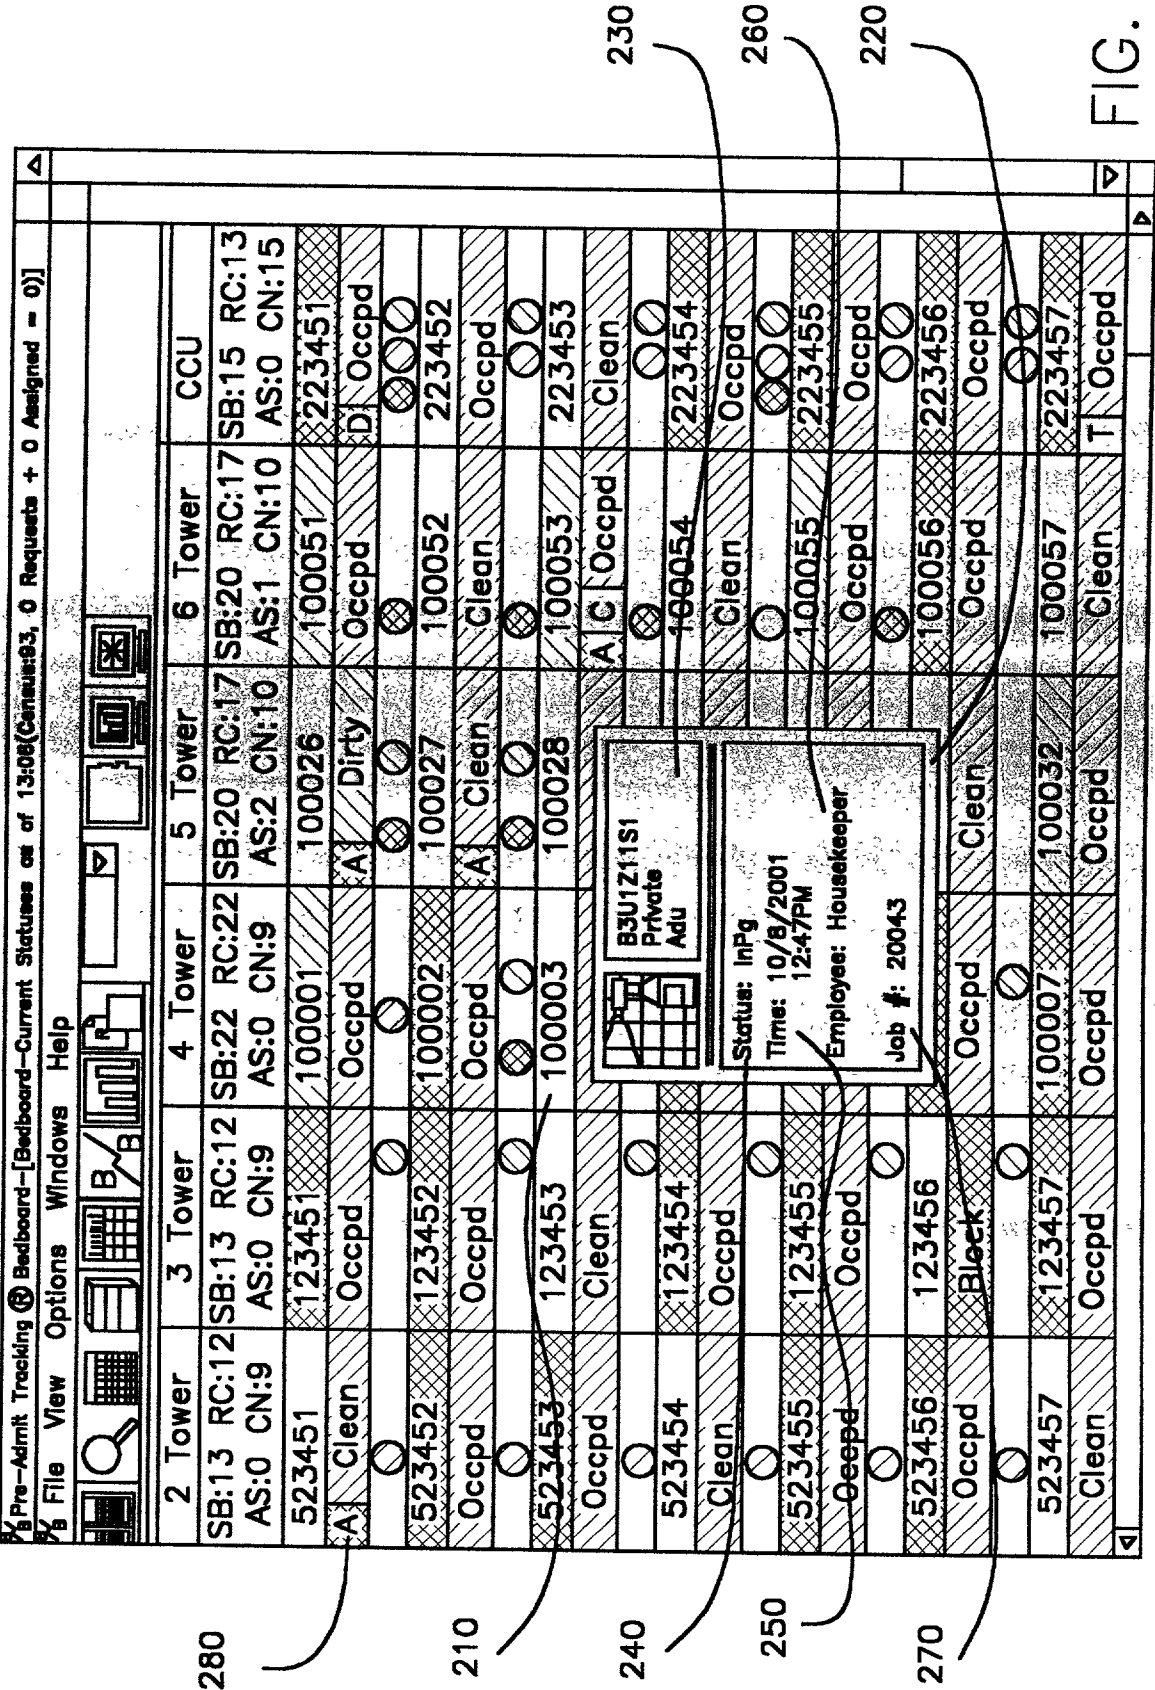 Pre-Admit Tracking ® Bedboard-[Bedboard-Current Statuses as of 13:06(Census:93, 0 Requests + 0 Assigned = 0)]
File View Options Windows Help
2 Tower 3 Tower 4 Tower 5 Tower 6 Tower CCU
SB:13 RC:12 SB:13 RC:12 SB:22 RC:22 SB:20 RC:17 SB:20 RC:17 SB:15 RC:13
AS:0 CN:9 AS:0 CN:9 AS:0 CN:9 AS:2 CN:10 AS:1 CN:10 AS:0 CN:15
523451 123451 100001 100026 100051 223451
A Clean Occpd Occpd A Dirty Occpd D Occpd
523452 123452 100002 100027 100052 223452
Occpd Occpd Occpd A Clean Clean Occpd
523453 123453 100003 100028 100053 223453
Occpd Clean A C Occpd Clean
523454 123454 100054 223454
Clean Occpd Clean Occpd
523455 123455 100055 223455
Occpd Occpd Occpd Occpd
523456 123456 100056 223456
Occpd Block Occpd Clean Occpd Occpd
523457 123457 100007 100032 100057 223457
Clean Occpd Occpd Occpd Clean T Occpd
B3U1Z11S1
Private
Adu
Status: InPg
Time: 10/8/2001
12:47PM
Employee: Housekeeper
Job #: 20043
280
210
240
250
270
230
260
220
FIG.